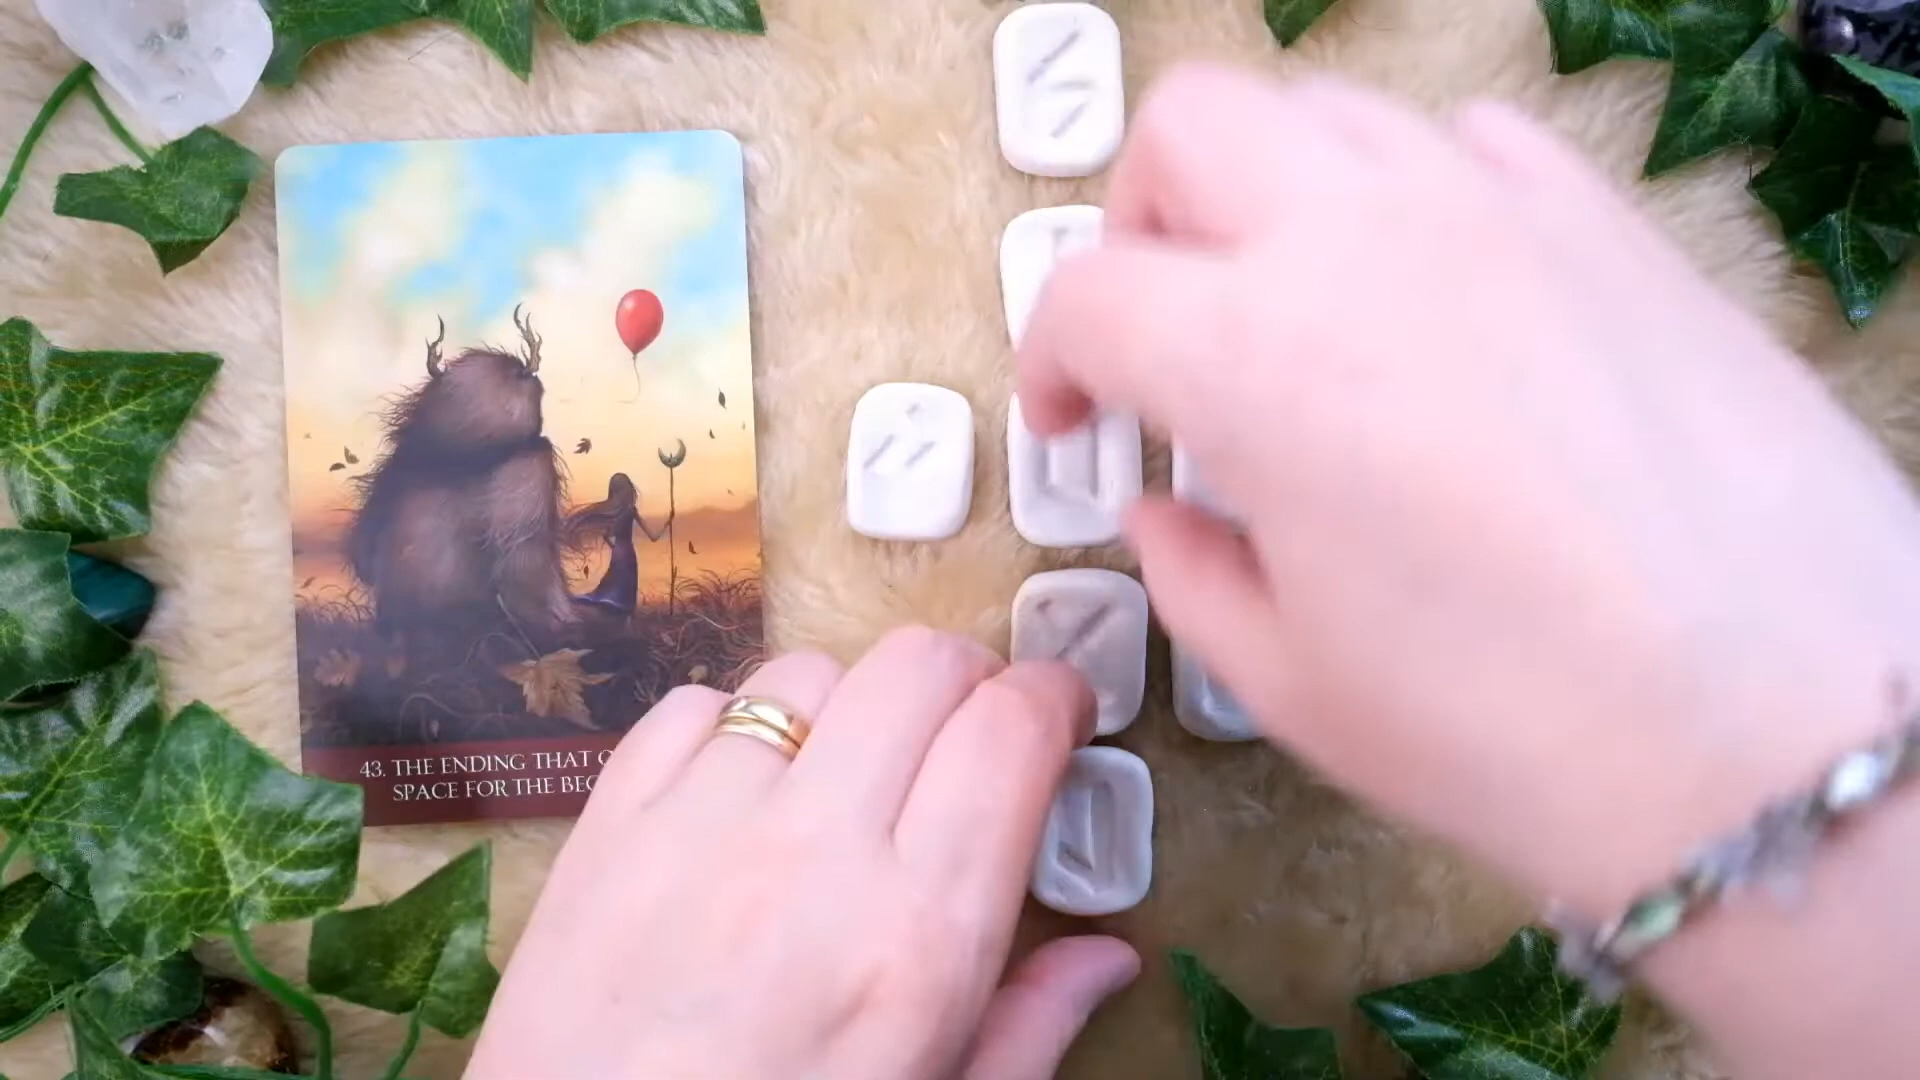 43. THE ENDING THAT
SPACE FOR THE